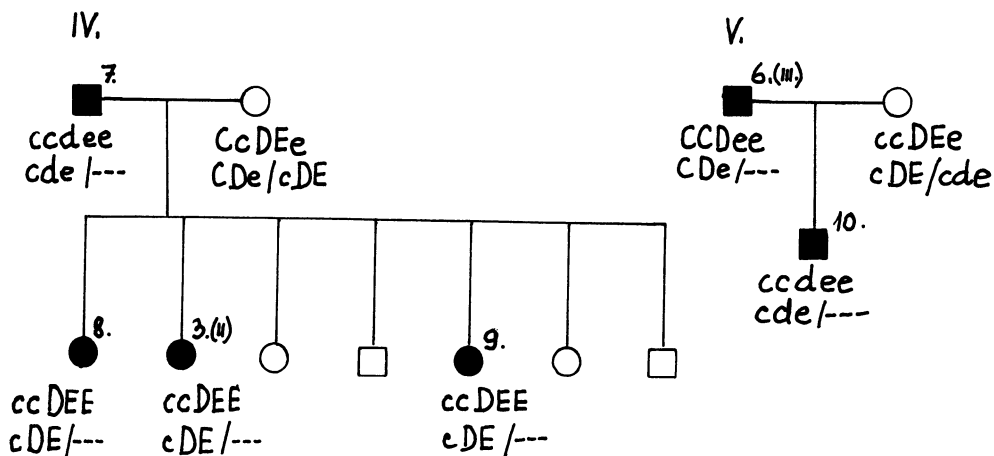 IV.
V.
7.
6.(III.)
ccdee
cde/---
CcDEe
CDe/cDE
CCDee
CDe/---
ccDEe
cDE/cde
10.
ccdee
cde/---
8.
3.(II)
9.
ccDEE
cDE/---
ccDEE
cDE/---
ccDEE
cDE/---